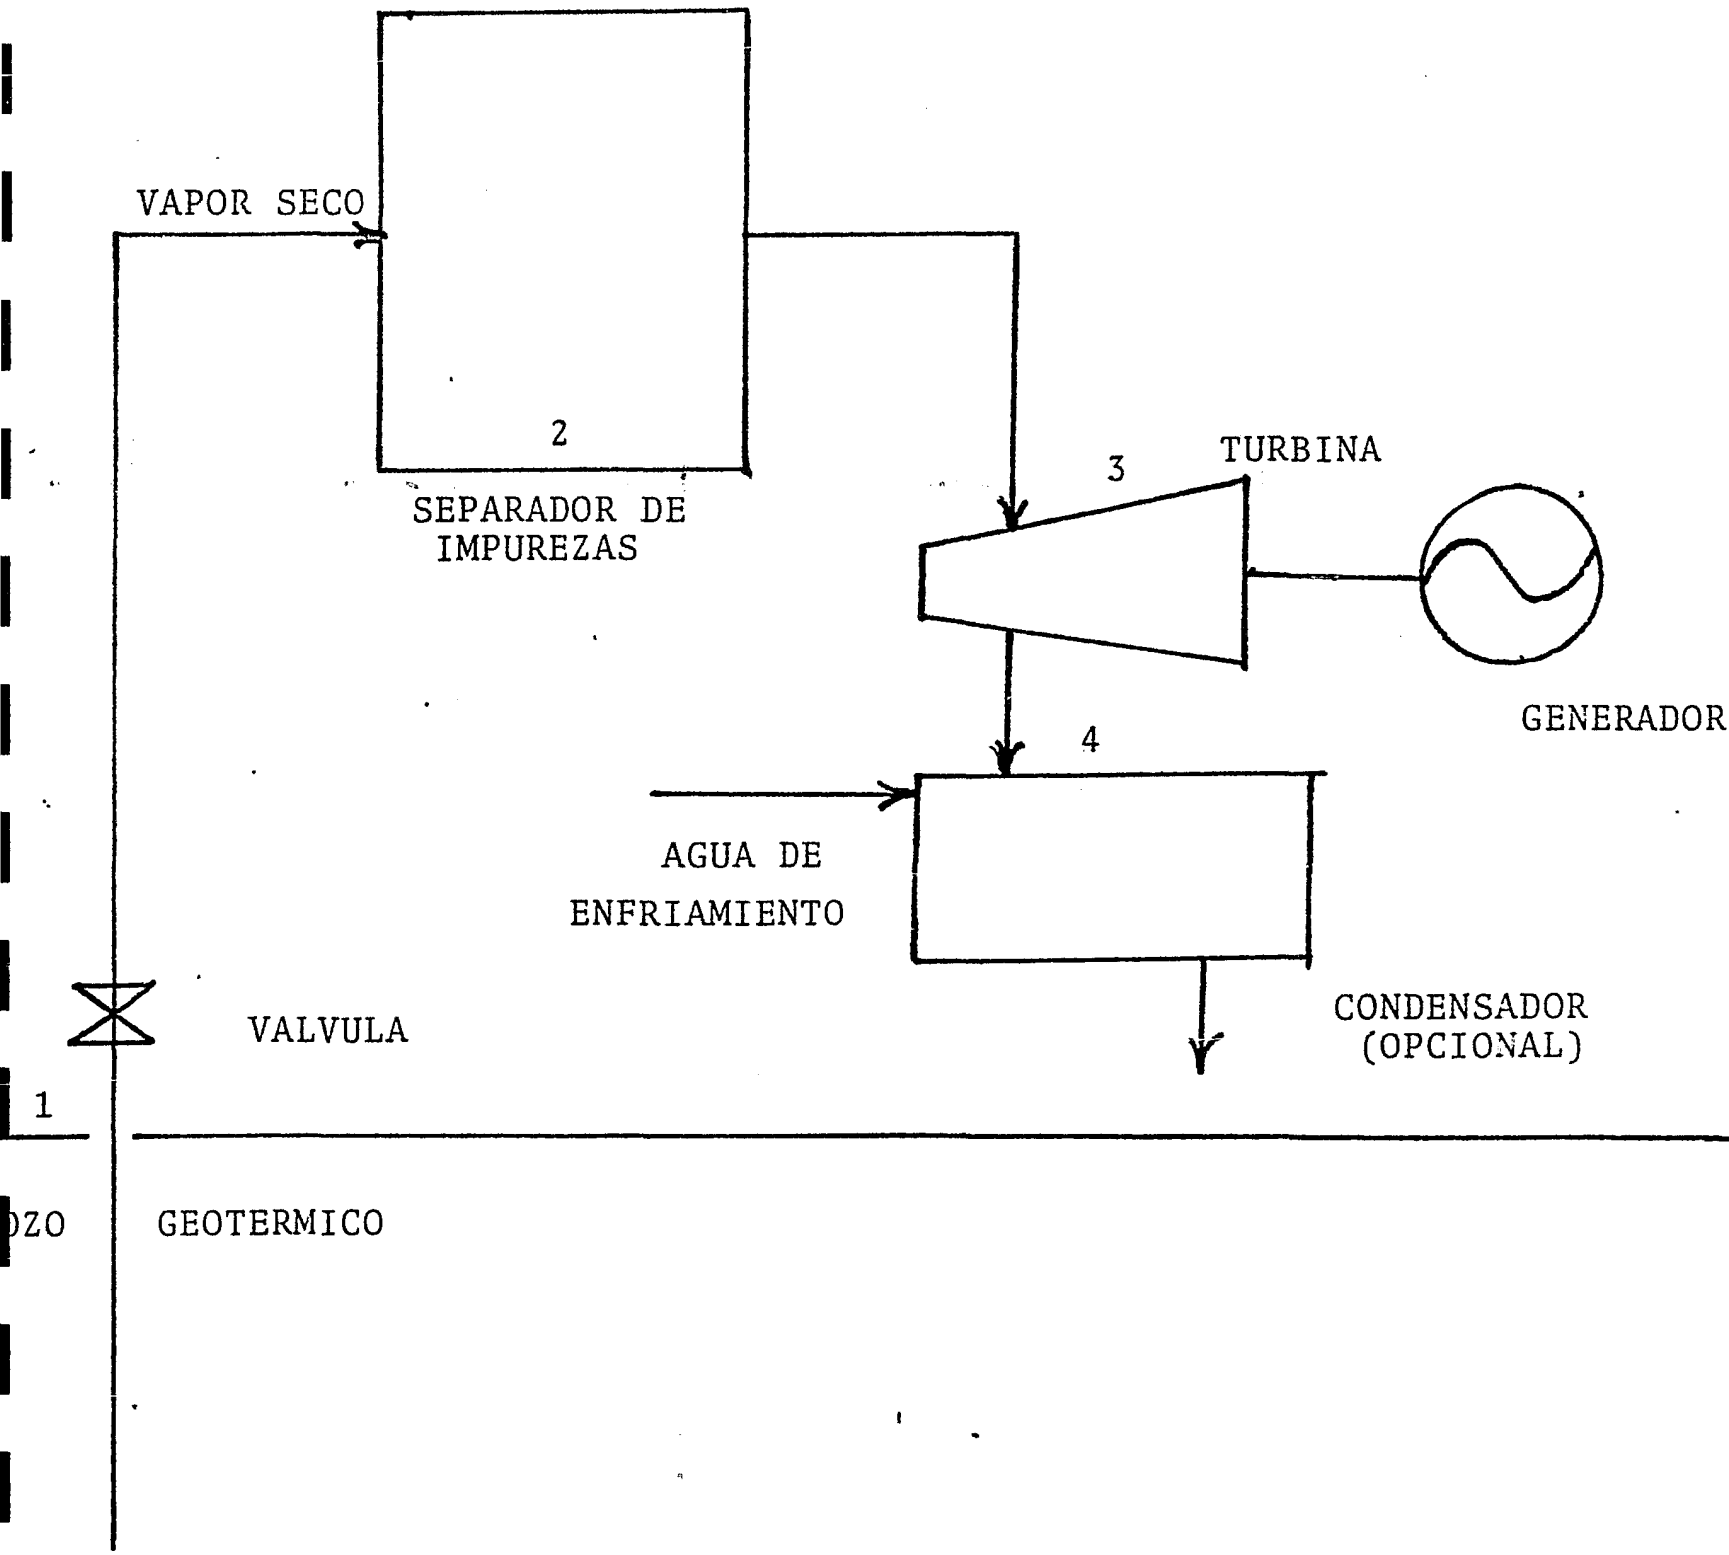 VAPOR SECO
2
SEPARADOR DE
IMPUREZAS
3
TURBINA
GENERADOR
4
AGUA DE
ENFRIAMIENTO
VALVULA
CONDENSADOR
(OPCIONAL)
1
GEOTERMICO